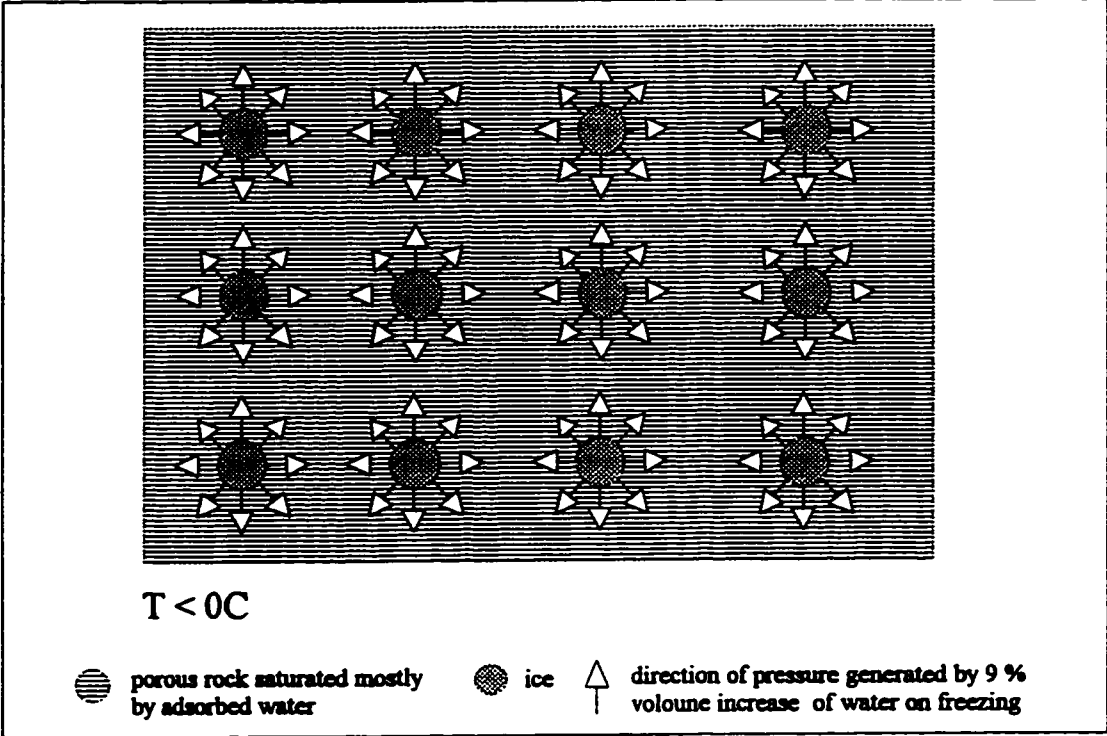 T < 0C
porous rock saturated mostly
by adsorbed water
ice
direction of pressure generated by 9 %
voloune increase of water on freezing